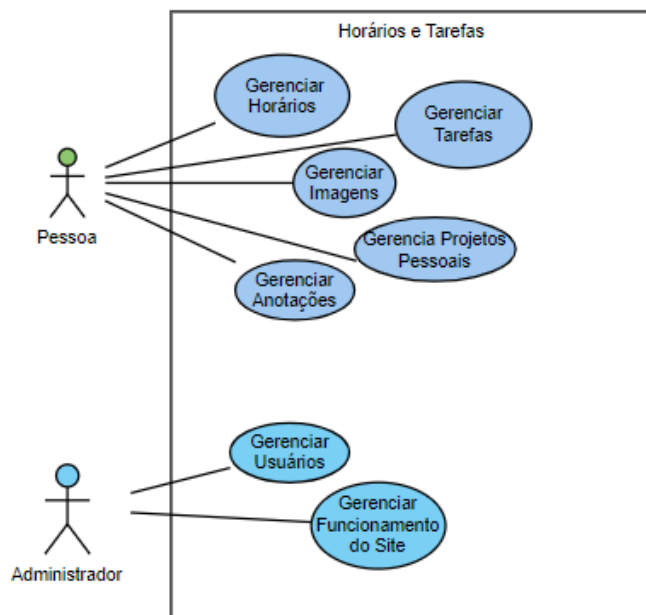 Horários e Tarefas
Gerenciar
Horários
Gerenciar
Tarefas
Gerenciar
Imagens
Pessoa
Gerencia Projetos
Pessoais
Gerenciar
Anotações
Gerenciar
Usuários
Gerenciar
Funcionamento
do Site
Administrador